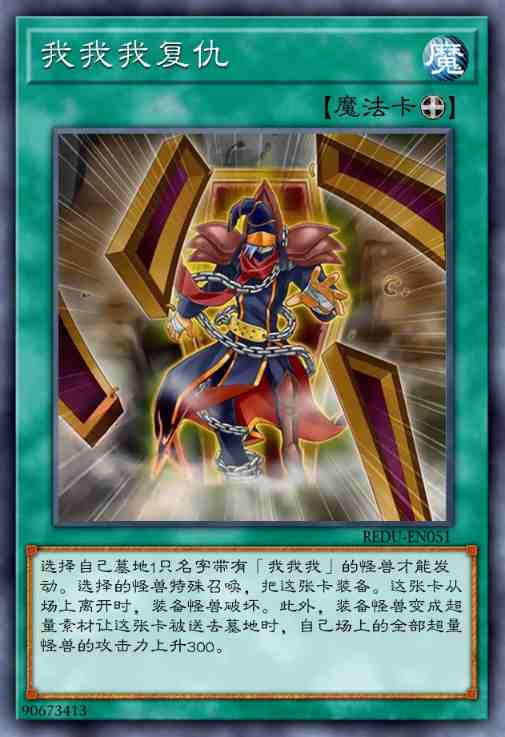 我我我复仇
魔
【魔法卡】
REDU-EN051
选择自己墓地1只名字带有「我我我」的怪兽才能发
动。选择的怪兽特殊召唤，把这张卡装备。这张卡从
场上离开时，装备怪兽破坏。此外，装备怪兽变成超
量素材让这张卡被送去墓地时，自己场上的全部超量
怪兽的攻击力上升300。
90673413